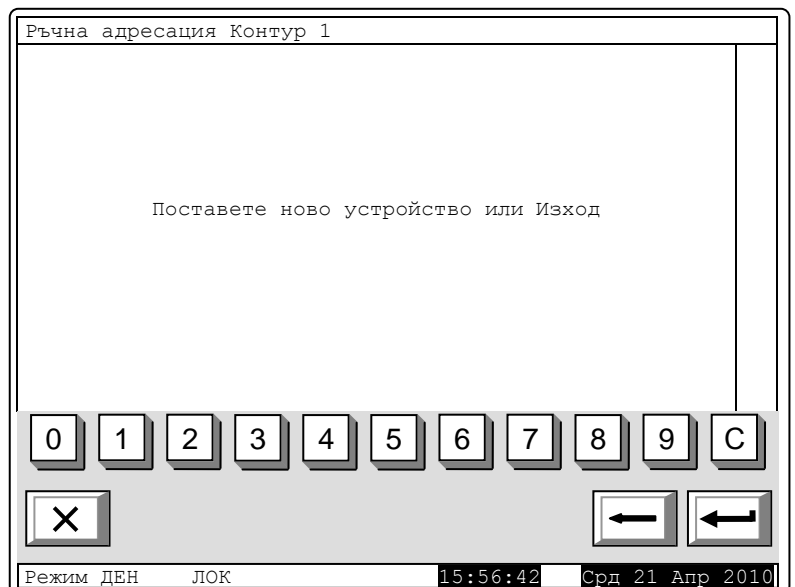 Ръчна адресация Контур 1
Поставете ново устройство или Изход
0 1 2 3 4 5 6 7 8 9 C
Режим ДЕН ЛОК 15:56:42 Срд 21 Апр 2010